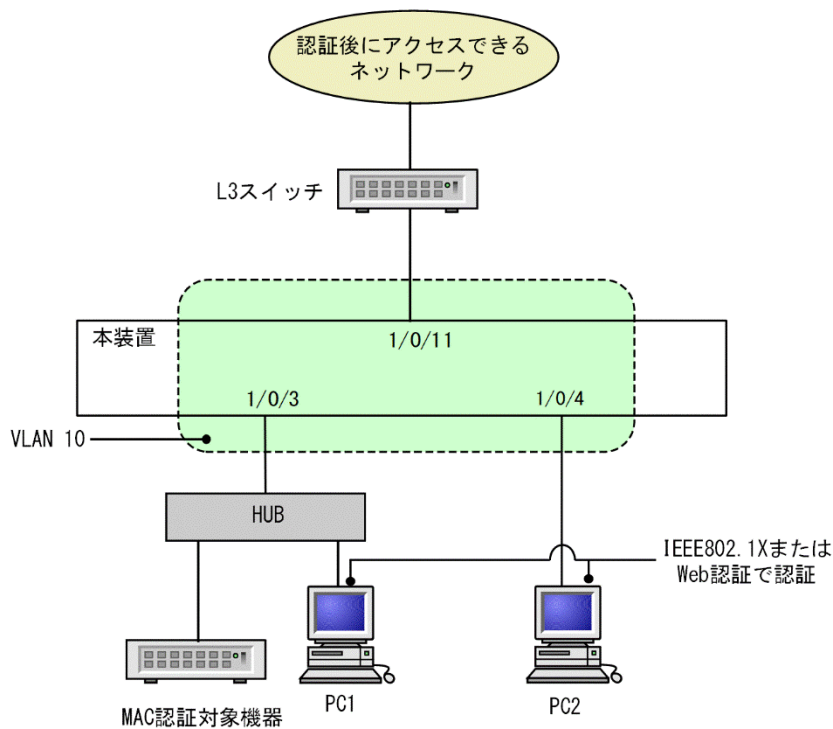 認証後にアクセスできる
ネットワーク
L3スイッチ
本装置
1/0/11
1/0/3
1/0/4
VLAN 10
HUB
IEEE802.1Xまたは
Web認証で認証
MAC認証対象機器
PC1
PC2